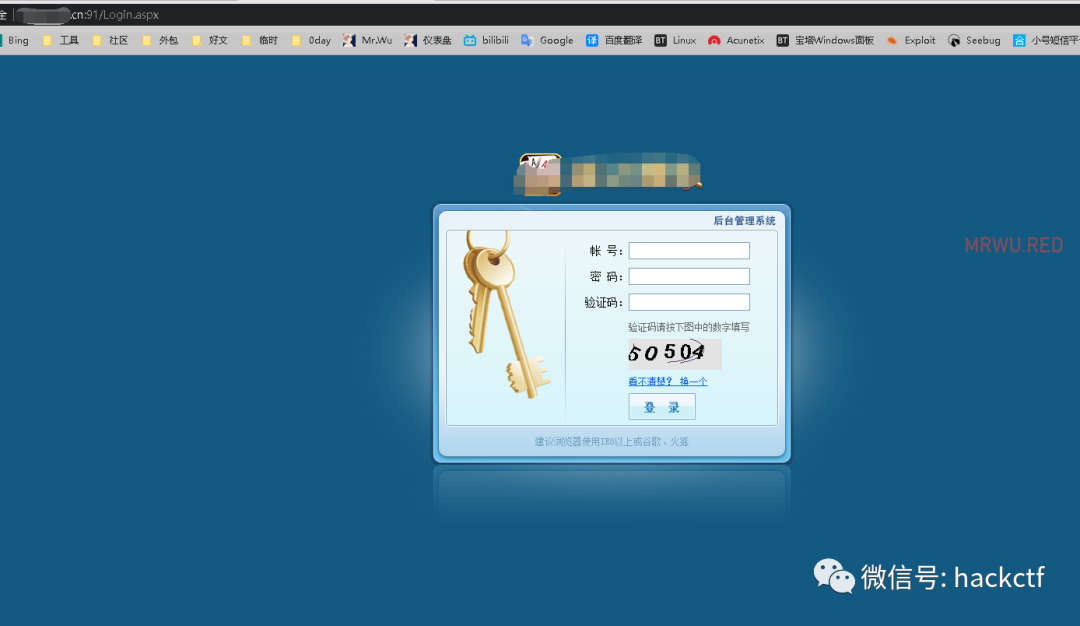 全 .cn:91/Login.aspx
Bing 工具 社区 外包 好文 临时 0day Mr.Wu 仪表盘 bilibili Google 译 百度翻译 BT Linux Acunetix BT 宝塔Windows面板 Exploit Seebug 合 小号短信平
后台管理系统
MRWU.RED
帐 号:
密 码:
验证码:
验证码请按下图中的数字填写
50504
看不清楚? 换一个
登 录
建议浏览器使用IE8以上或谷歌、火狐
微信号: hackctf